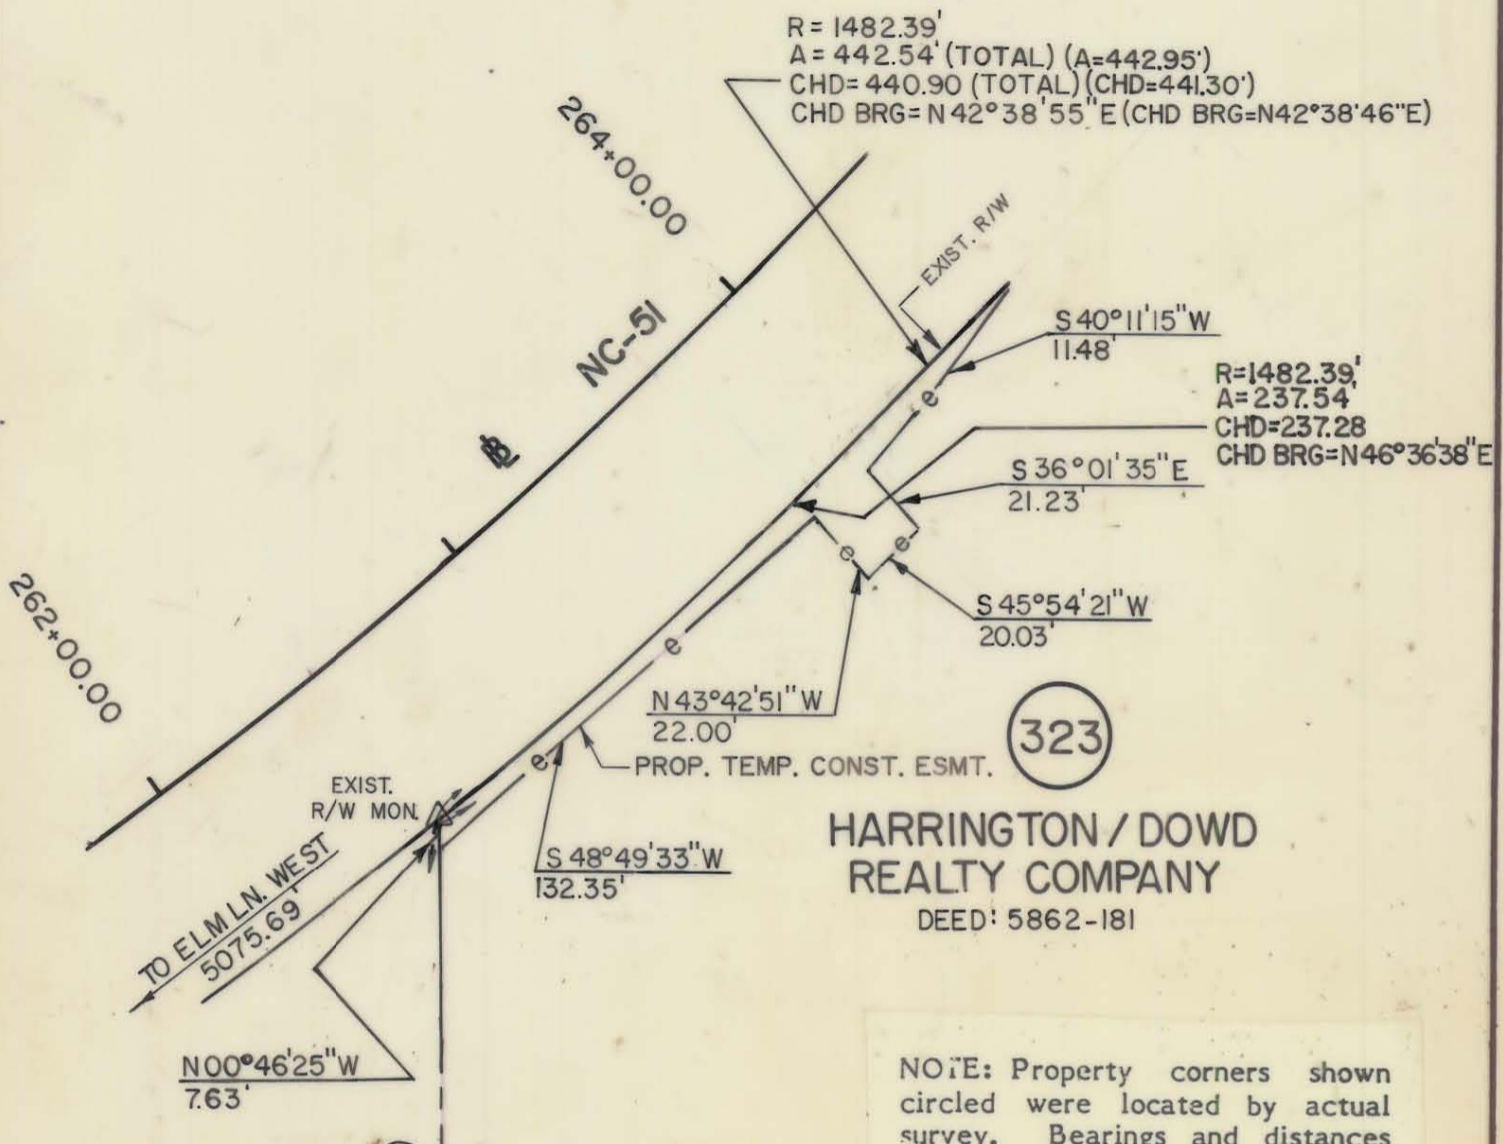 R = 1482.39'
A = 442.54' (TOTAL) (A=442.95')
CHD= 440.90 (TOTAL) (CHD=441.30')
CHD BRG= N 42°38'55"E (CHD BRG=N42°38'46"E)
264+00.00
EXIST. R/W
NC-51
S 40°11'15"W
11.48'
R=1482.39'
A=237.54'
CHD=237.28
CHD BRG=N46°36'38"E
S 36°01'35"E
21.23'
262+00.00
S 45°54'21"W
20.03'
N 43°42'51"W
22.00'
323
PROP. TEMP. CONST. ESMT.
EXIST.
R/W MON.
HARRINGTON / DOWD
REALTY COMPANY
DEED: 5862-181
S 48°49'33"W
132.35'
TO ELM LN. WEST
5075.69'
N 00°46'25"W
7.63'
NOTE: Property corners shown
circled were located by actual
survey. Bearings and distances
e
e
e
e
e